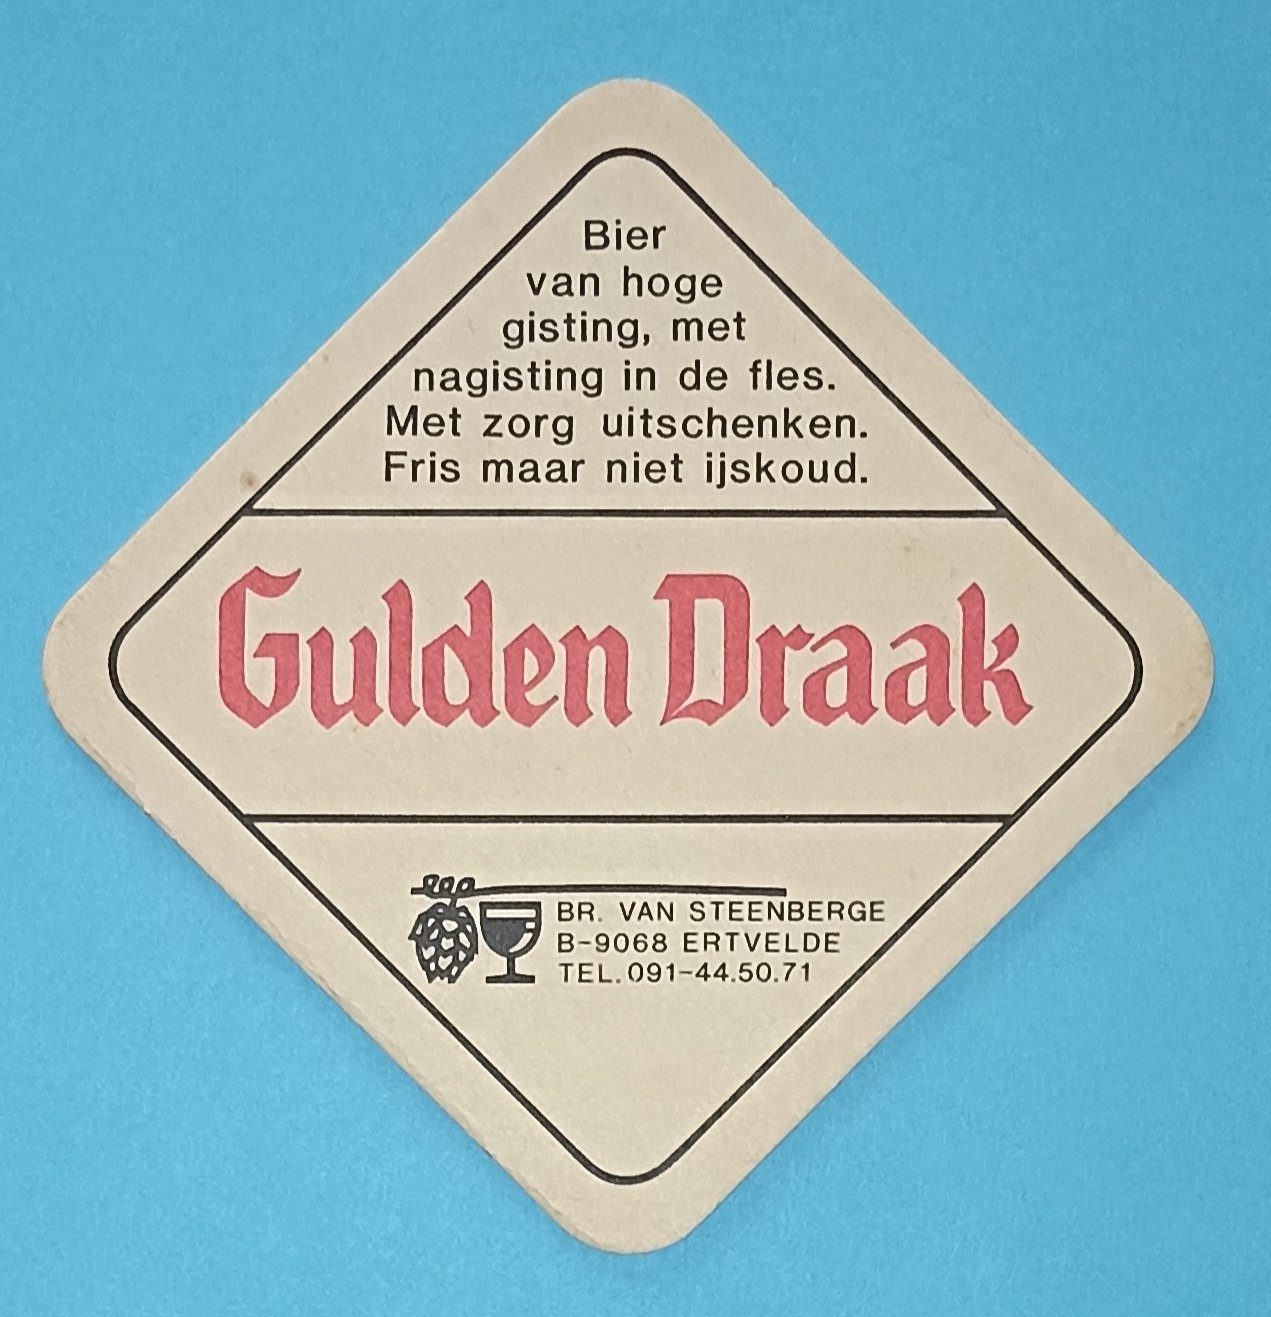 Bier
van hoge
gisting, met
nagisting in de fles.
Met zorg uitschenken.
Fris maar niet ijskoud.
Gulden Draak
BR. VAN STEENBERGE
B-9068 ERTVELDE
TEL.091-44.50.71